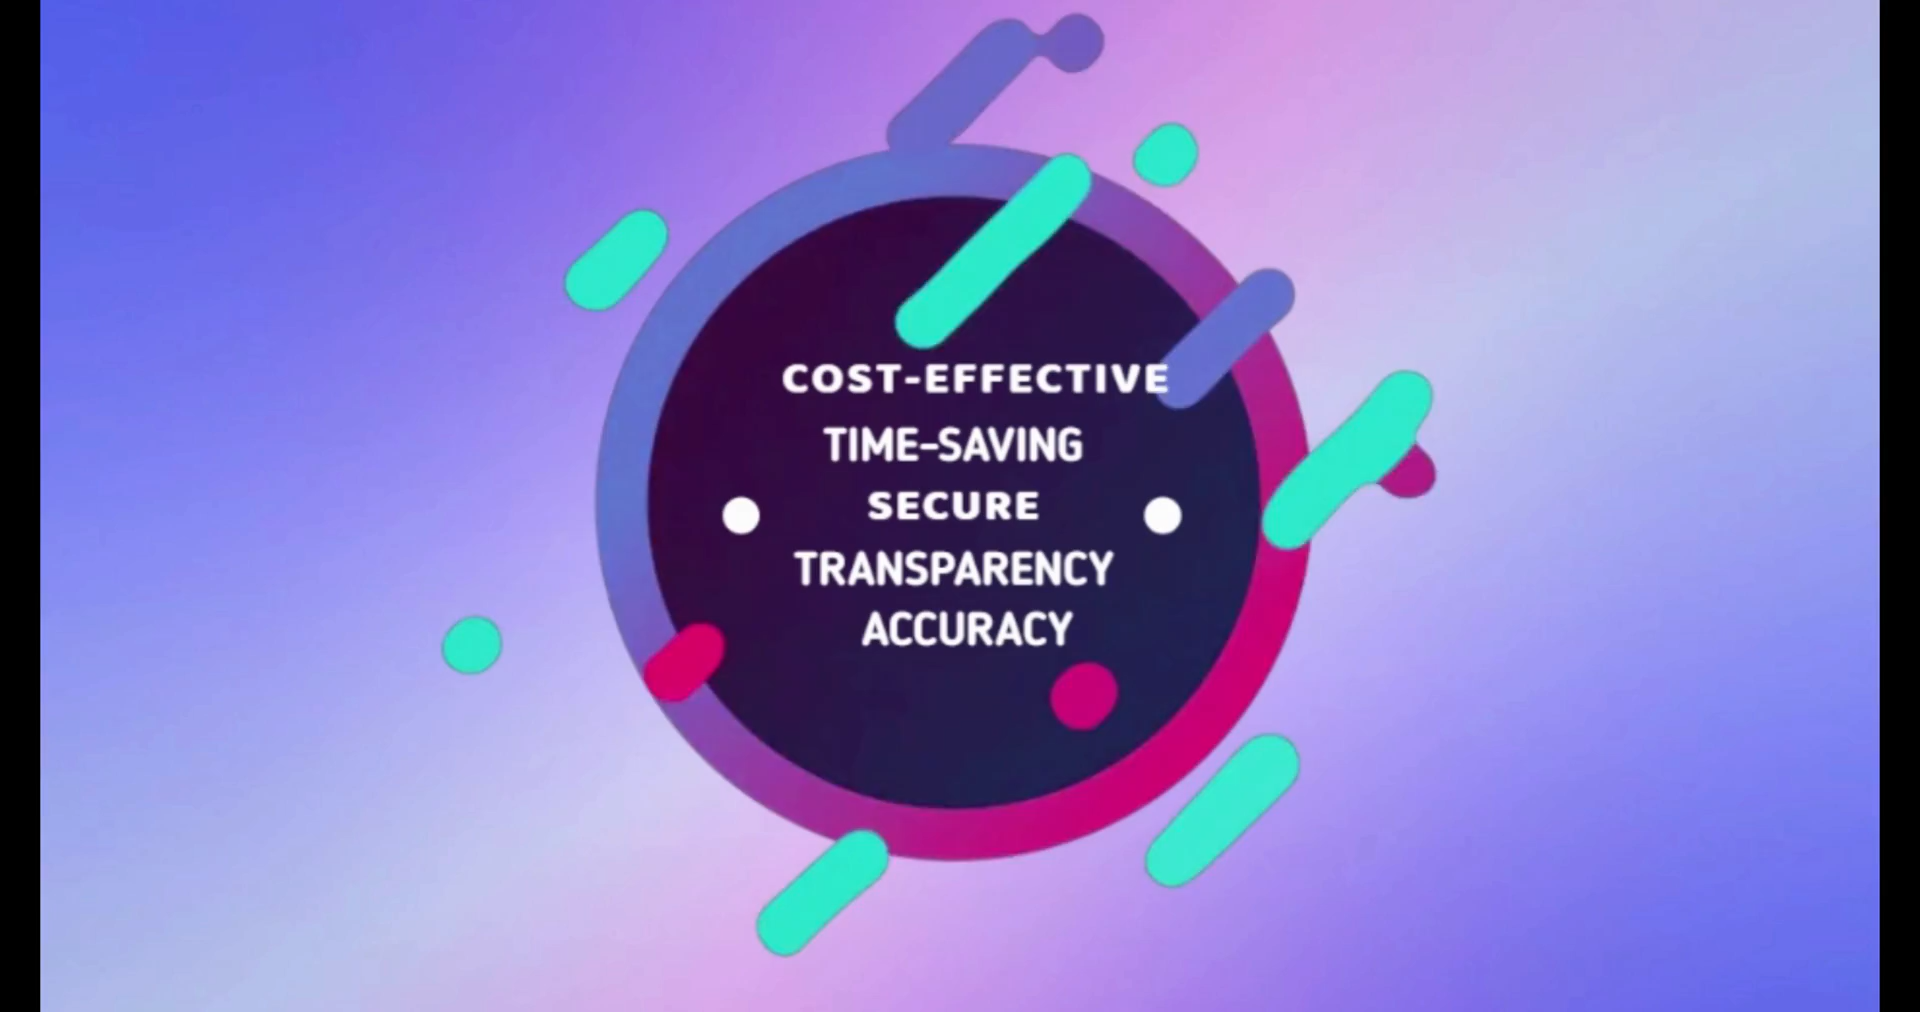 COST-EFFECTIVE
TIME-SAVING
SECURE
TRANSPARENCY
ACCURACY